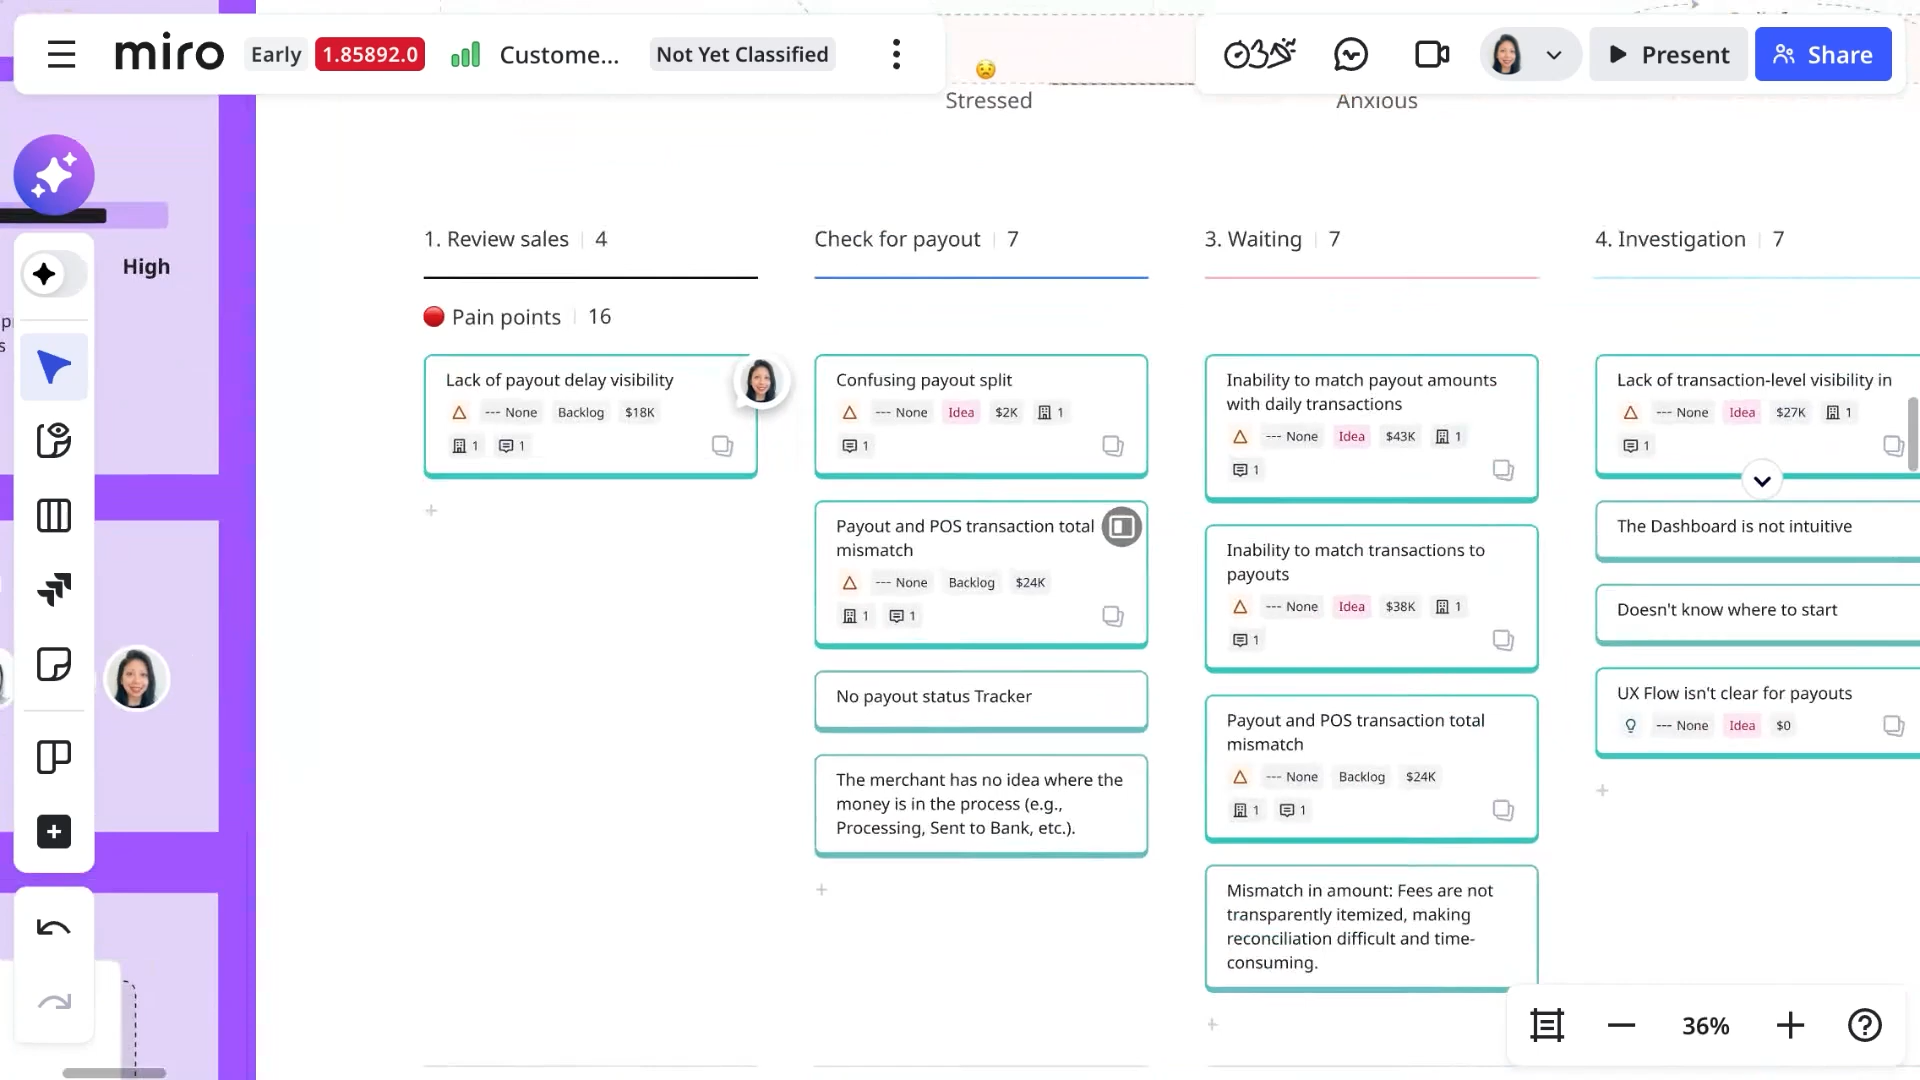 miro
Early
1.85892.0
Custome...
Not Yet Classified
Present
Share
Stressed
Anxious
High
1. Review sales 4
Check for payout 7
3. Waiting 7
4. Investigation 7
Pain points 16
Lack of payout delay visibility
--- None Backlog $18K
1 1
Confusing payout split
--- None Idea $2K 1
1
Payout and POS transaction total
mismatch
--- None Backlog $24K
1 1
No payout status Tracker
The merchant has no idea where the
money is in the process (e.g.,
Processing, Sent to Bank, etc.).
Inability to match payout amounts
with daily transactions
--- None Idea $43K 1
1
Inability to match transactions to
payouts
--- None Idea $38K 1
1
Payout and POS transaction total
mismatch
--- None Backlog $24K
1 1
Mismatch in amount: Fees are not
transparently itemized, making
reconciliation difficult and time-
consuming.
Lack of transaction-level visibility in
--- None Idea $27K 1
1
The Dashboard is not intuitive
Doesn't know where to start
UX Flow isn't clear for payouts
--- None Idea $0
36%